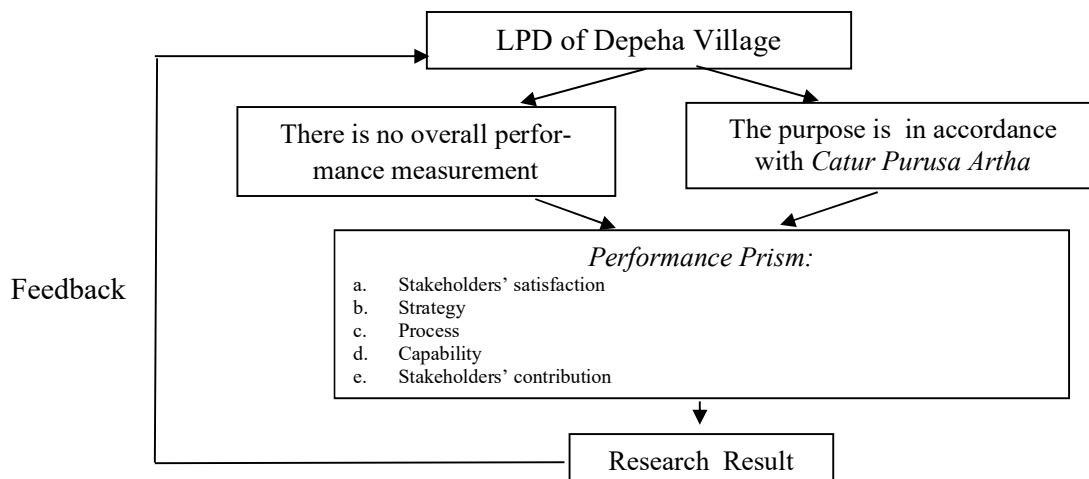 LPD of Depeha Village
There is no overall perfor-
mance measurement
The purpose is in accordance
with Catur Purusa Artha
Performance Prism:
a. Stakeholders’ satisfaction
b. Strategy
c. Process
d. Capability
e. Stakeholders’ contribution
Feedback
Research Result